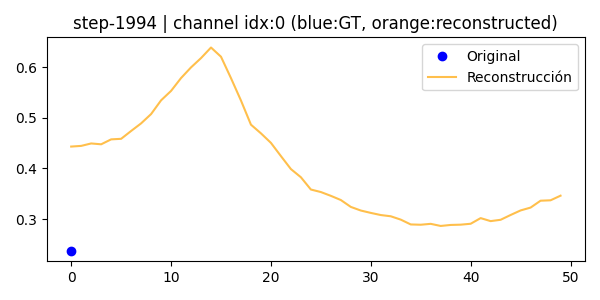 step-1994 | channel idx:0 (blue:GT, orange:reconstructed)
Original
Reconstrucción
0.6
0.5
0.4
0.3
0 10 20 30 40 50